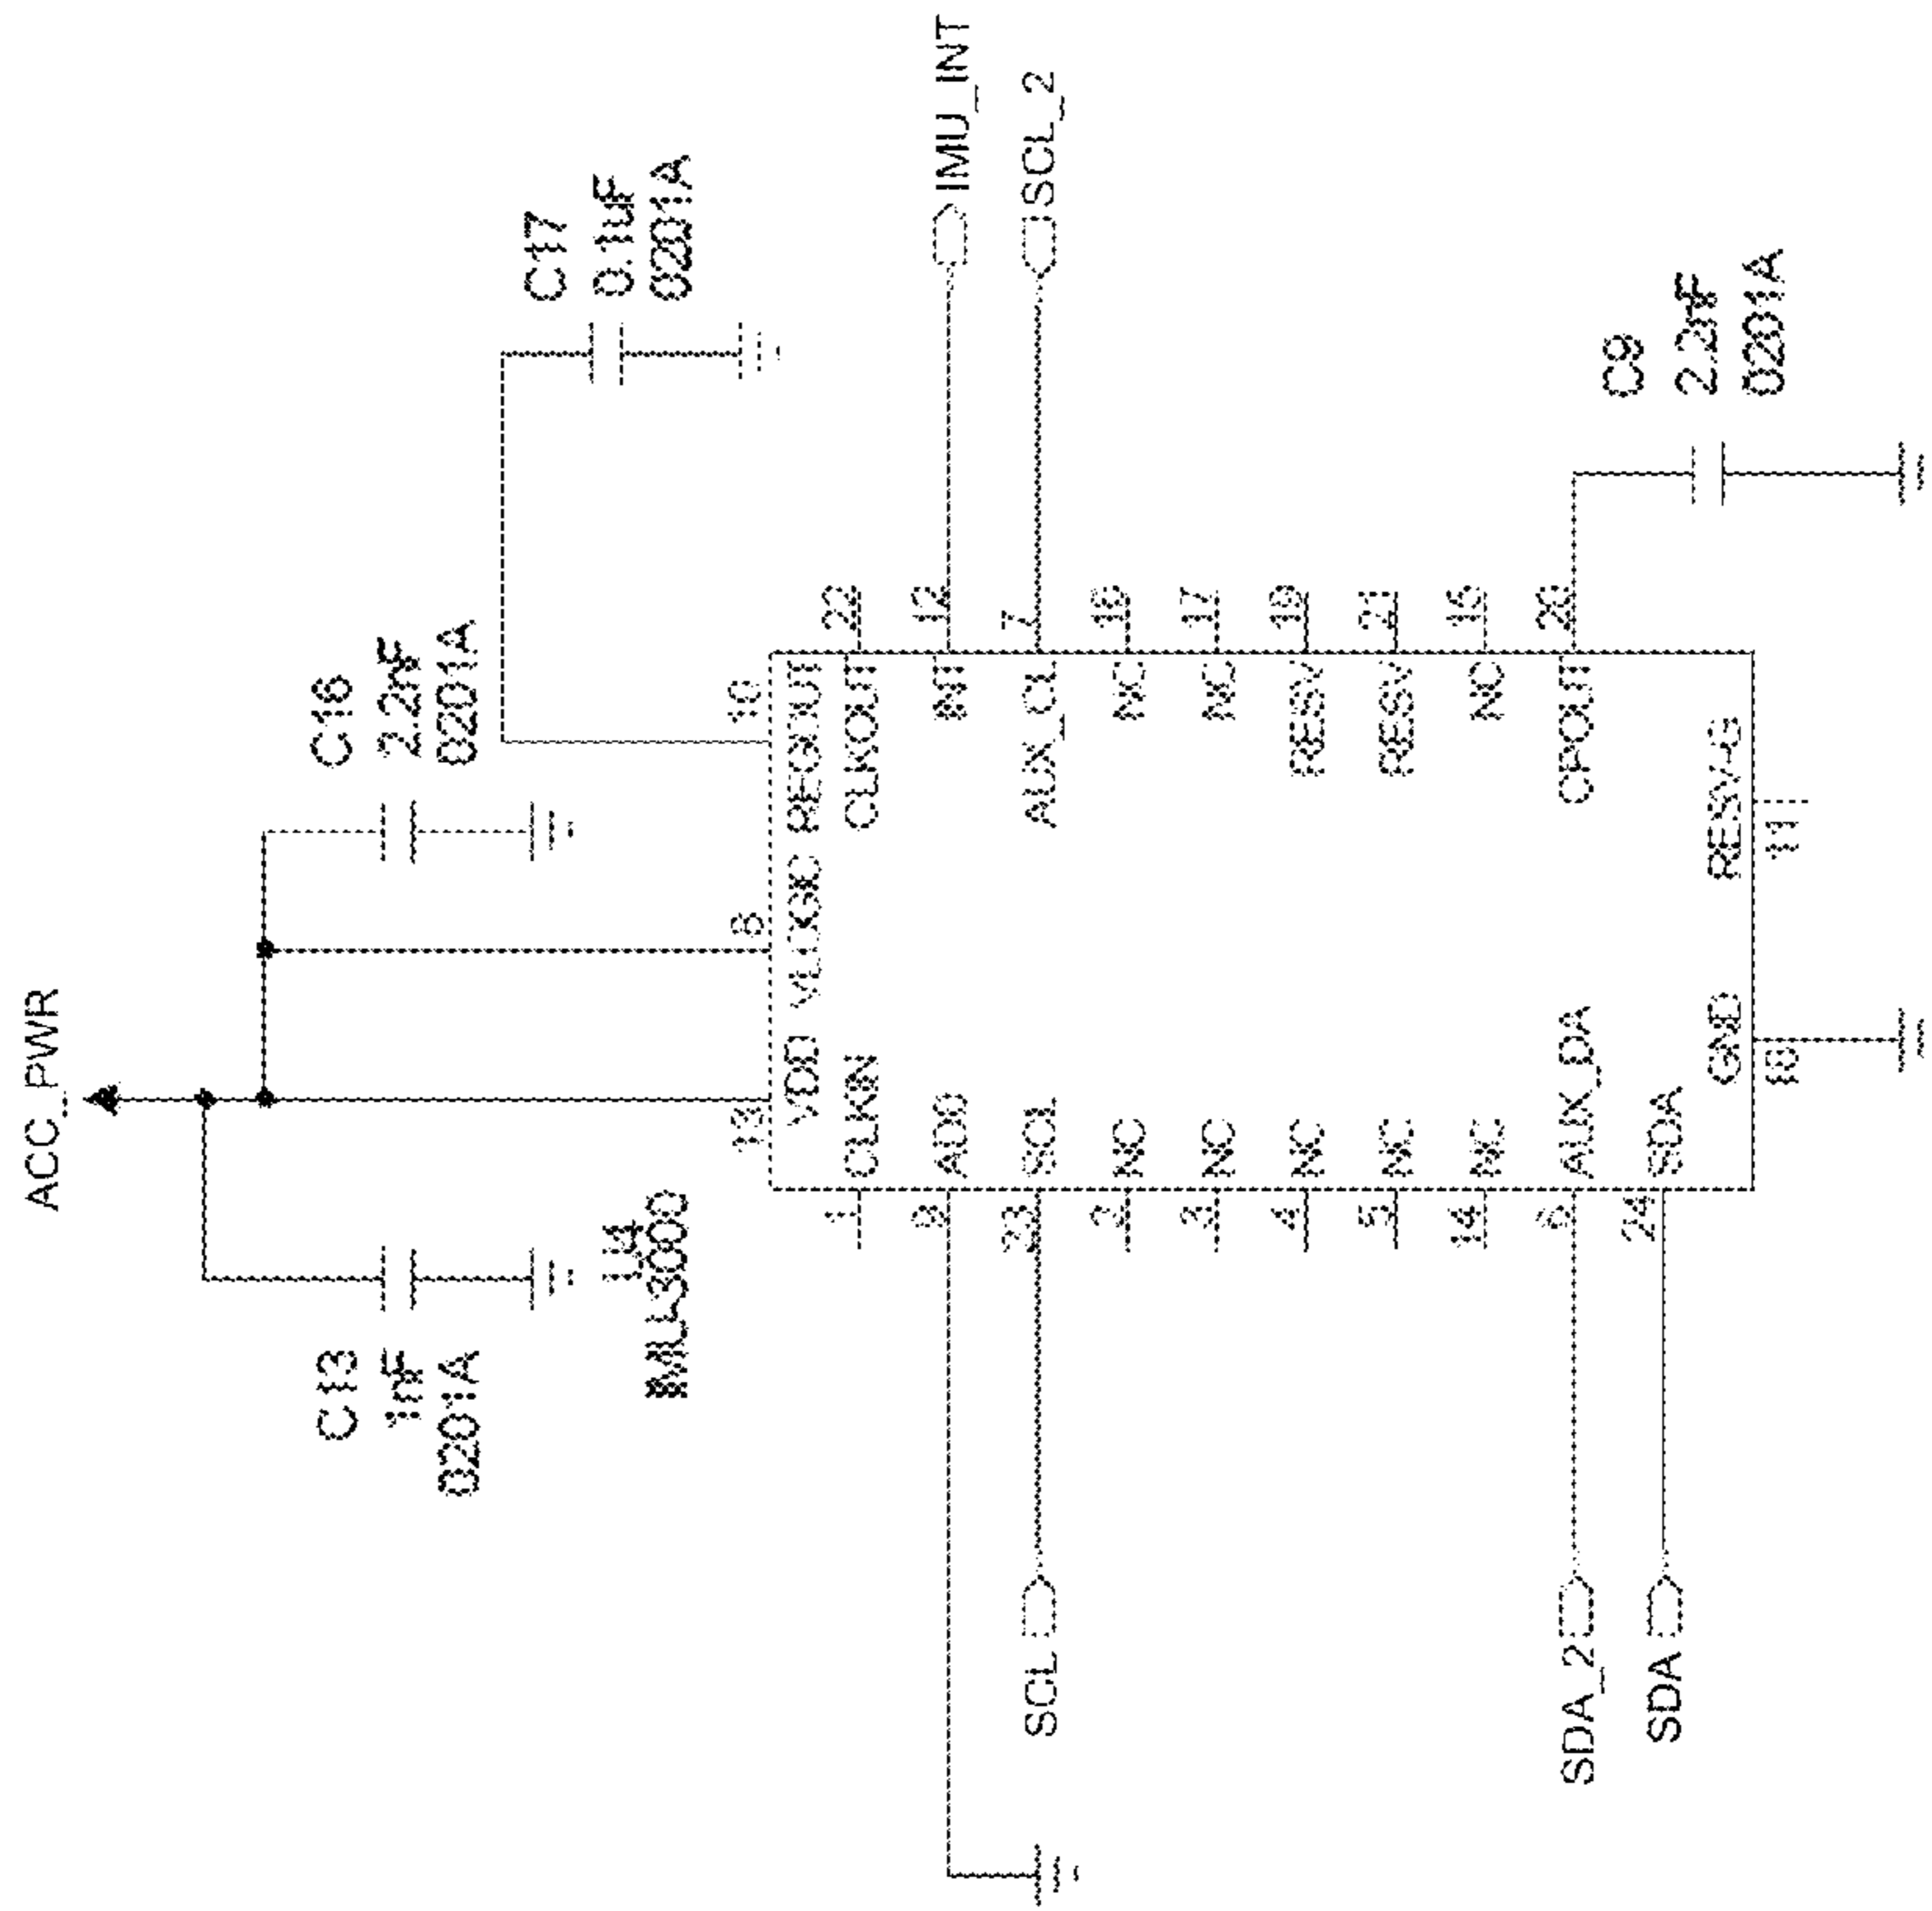 ACC_PWR
C13
1nF
0201A
C16
2.2nF
0201A
C17
0.1uF
0201A
U4
IMU-3000
13
8
10
VDD
VLOGIC
REGOUT
1
CLKIN
CLKOUT
22
9
AD0
INT
12
IMU_INT
SCL
23
SCL
AUX_CL
7
SCL_2
2
NC
NC
3
NC
NC
17
4
NC
RESV
19
5
NC
RESV
21
14
NC
NC
SDA_2
6
AUX_DA
CPOUT
20
SDA
24
SDA
GND
18
RESV-G
11
C9
2.2nF
0201A